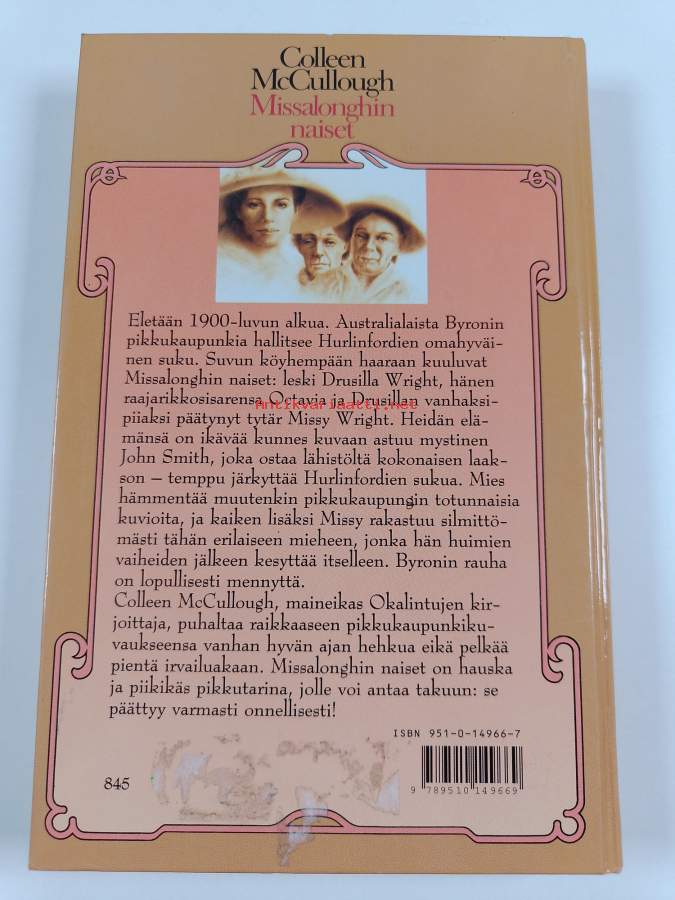 Colleen
McCullough
Missalonghin
naiset
Eletään 1900-luvun alkua. Australialaista Byronin
pikkukaupunkia hallitsee Hurlinfordien omahyväi-
nen suku. Suvun köyhempään haaraan kuuluvat
Missalonghin naiset: leski Drusilla Wright, hänen
raajarikkosisarensa Octavia ja Drusillan vanhaksi-
antikvariaatti.net
piiaksi päätynyt tytär Missy Wright. Heidän elä-
mänsä on ikävää kunnes kuvaan astuu mystinen
John Smith, joka ostaa lähistöltä kokonaisen laak-
son – temppu järkyttää Hurlinfordien sukua. Mies
hämmentää muutenkin pikkukaupungin totunnaisia
kuvioita, ja kaiken lisäksi Missy rakastuu silmittö-
mästi tähän erilaiseen mieheen, jonka hän huimien
vaiheiden jälkeen kesyttää itselleen. Byronin rauha
on lopullisesti mennyttä.
Colleen McCullough, maineikas Okalintujen kir-
joittaja, puhaltaa raikkaaseen pikkukaupunkiku-
vaukseensa vanhan hyvän ajan hehkua eikä pelkää
pientä irvailuakaan. Missalonghin naiset on hauska
ja piikikäs pikkutarina, jolle voi antaa takuun: se
päättyy varmasti onnellisesti!
ISBN 951-0-14966-7
845
9 789510 149669